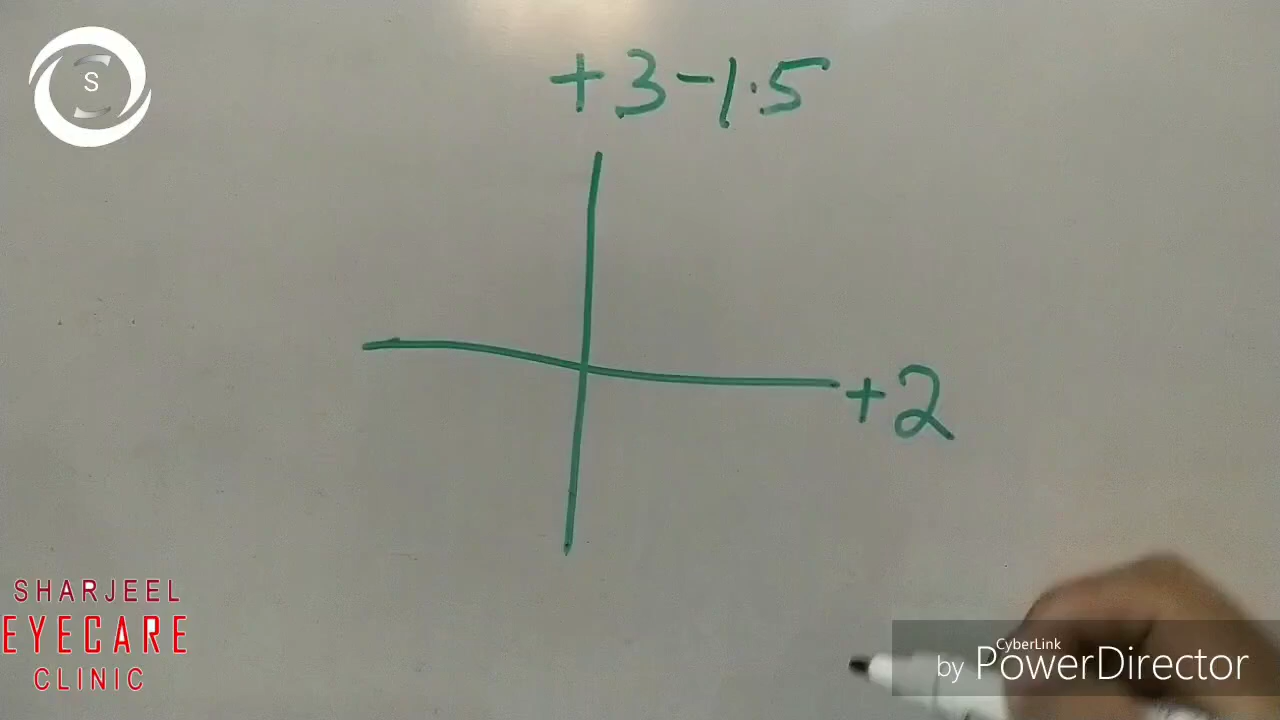 S
+3-1.5
+2
SHARJEEL
EYECARE
CLINIC
CyberLink
by PowerDirector